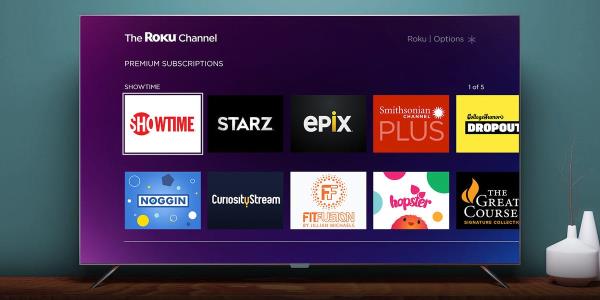 The Roku Channel
Roku | Options
PREMIUM SUBSCRIPTIONS
SHOWTIME
1 of 5
SHOWTIME
STARZ
epix
Smithsonian
CHANNEL
PLUS
CollegeHumor's
DROPOUT
NOGGIN
CuriosityStream
FF
FITFUSION
BY JILLIAN MICHAELS
hopster
THE
GREAT
COURSES
SIGNATURE COLLECTION